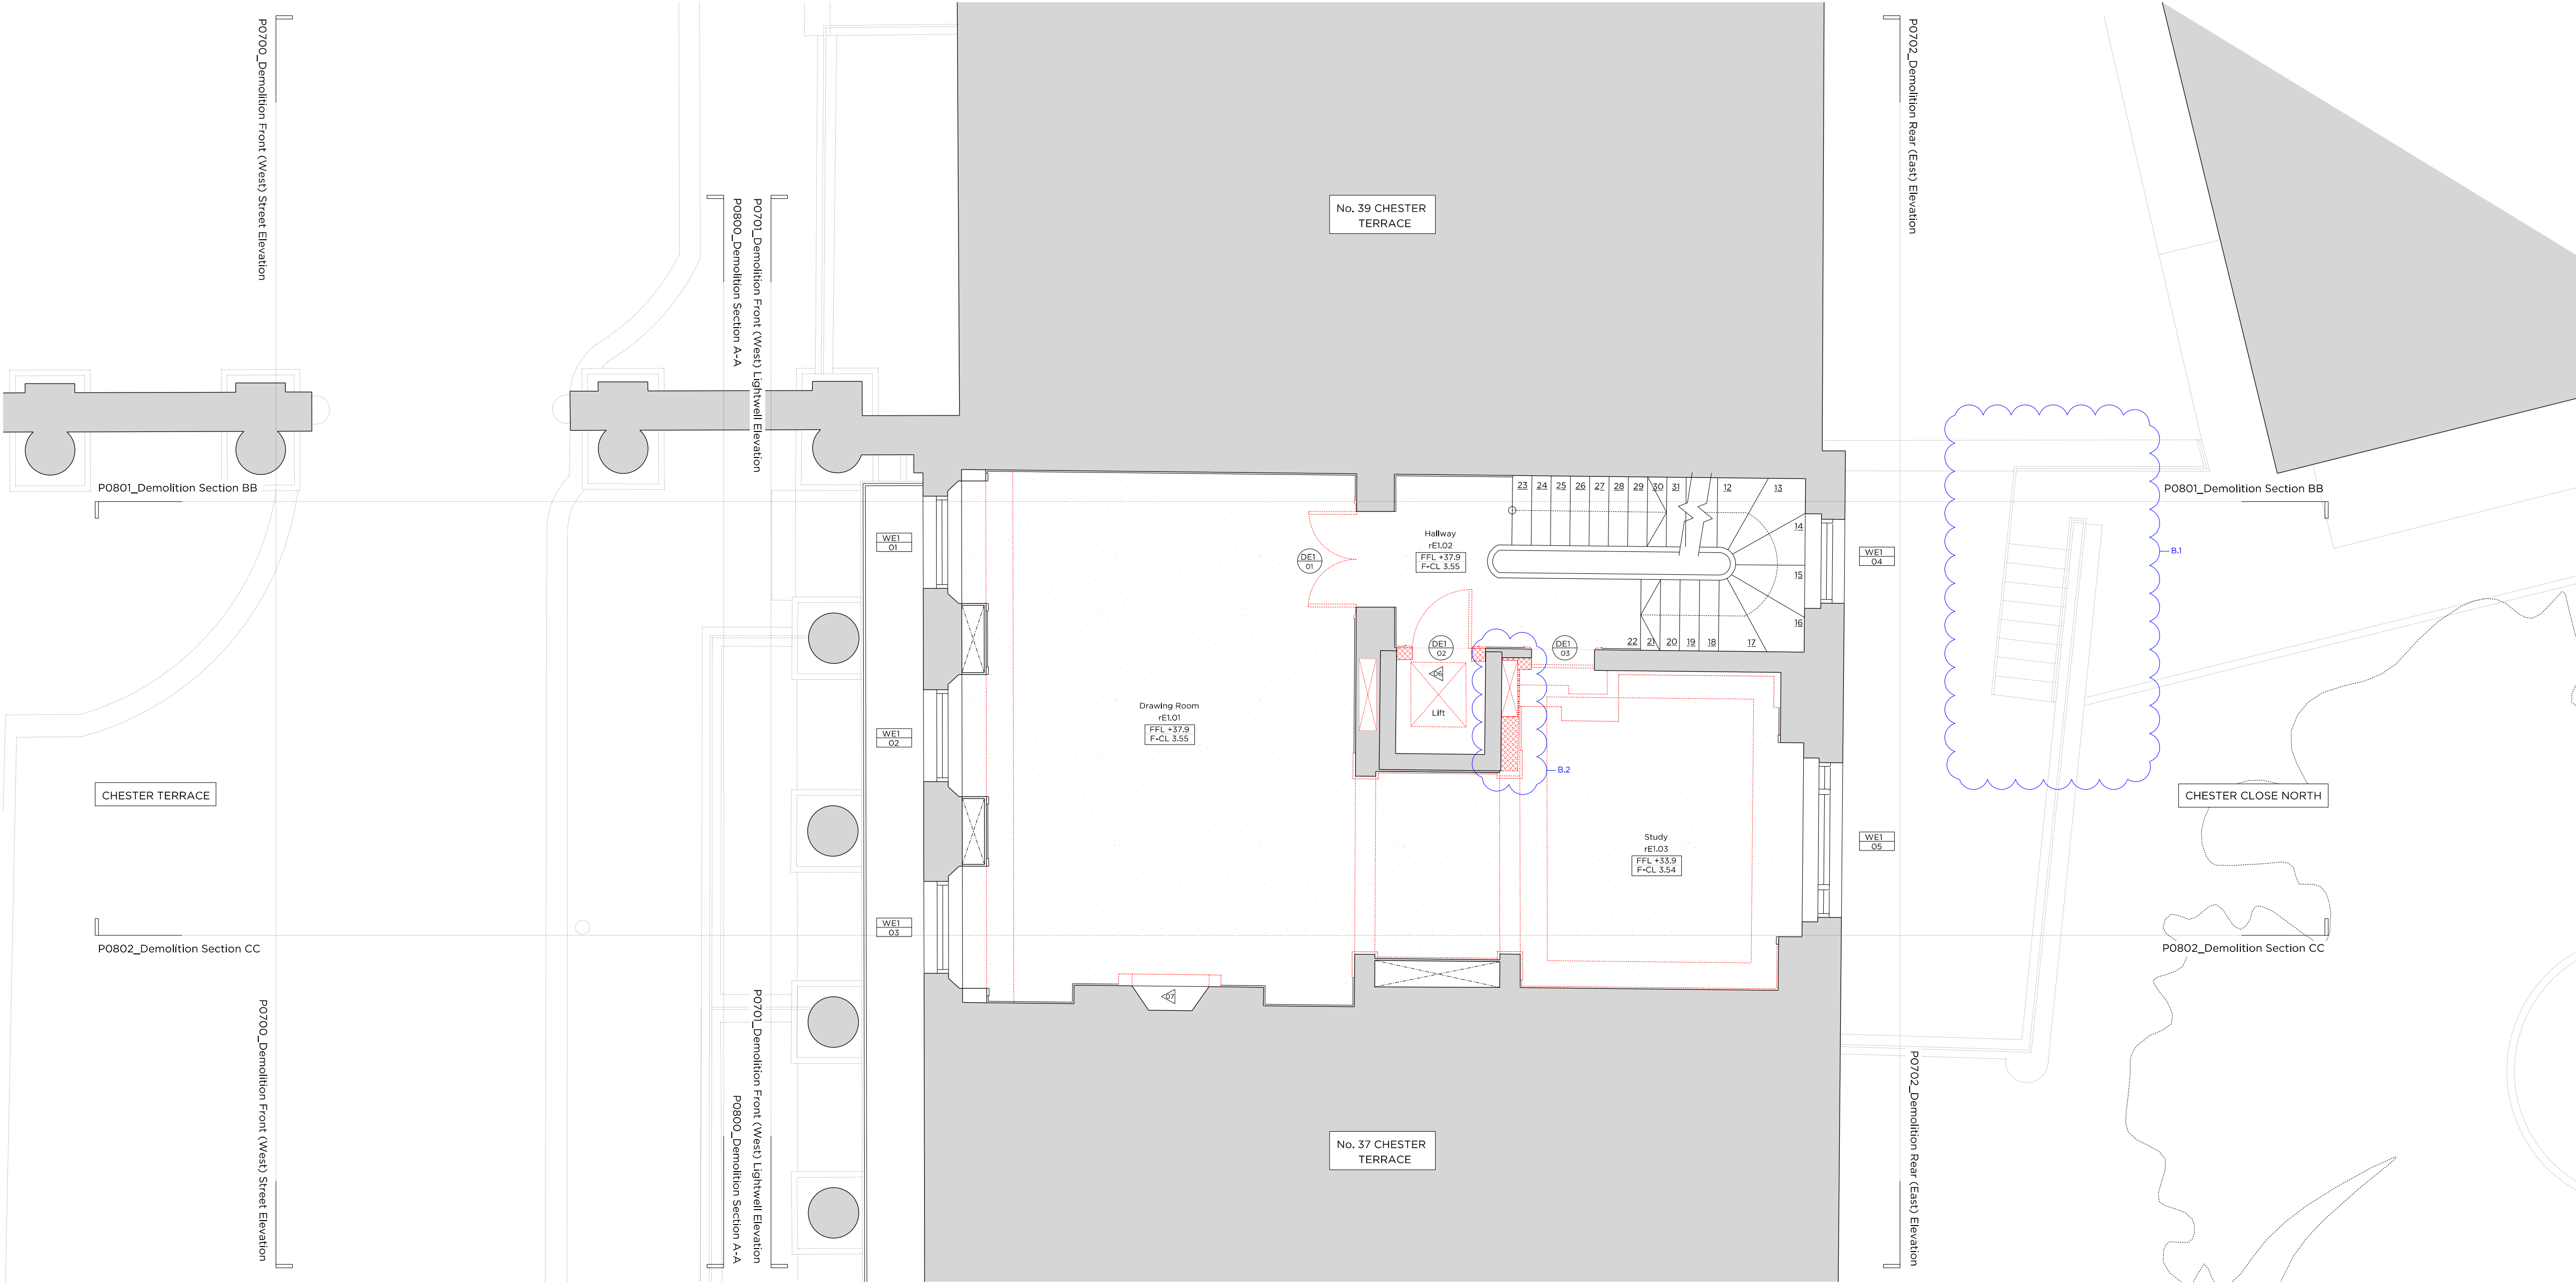 P0700_Demolition Front (West) Street Elevation
P0800_Demolition Section A-A
P0701_Demolition Front (West) Lightwell Elevation
P0702_Demolition Rear (East) Elevation
No. 39 CHESTER
TERRACE
P0801_Demolition Section BB
P0801_Demolition Section BB
23 24 25 26 27 28 29 30 31 12 13
14
15
16
22 21 20 19 18 17
Hallway
rE1.02
FFL +37.9
F-CL 3.55
WE1
01
DE1
01
WE1
04
B.1
DE1
02
DE1
03
D6
Lift
Drawing Room
rE1.01
FFL +37.9
F-CL 3.55
WE1
02
B.2
CHESTER TERRACE
CHESTER CLOSE NORTH
Study
rE1.03
FFL +33.9
F-CL 3.54
WE1
05
WE1
03
P0802_Demolition Section CC
P0802_Demolition Section CC
D7
P0700_Demolition Front (West) Street Elevation
P0800_Demolition Section A-A
P0701_Demolition Front (West) Lightwell Elevation
P0702_Demolition Rear (East) Elevation
No. 37 CHESTER
TERRACE